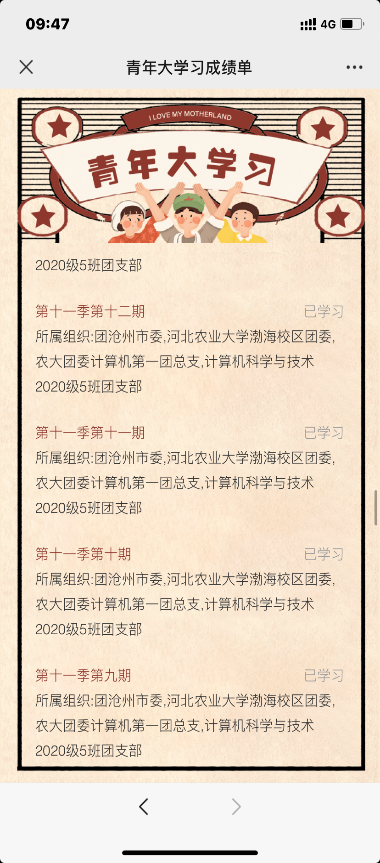 09:47
4G
青年大学习成绩单
I LOVE MY MOTHERLAND
青年大学习
2020级5班团支部
第十一季第十二期 已学习
所属组织:团沧州市委,河北农业大学渤海校区团委,
农大团委计算机第一团总支,计算机科学与技术
2020级5班团支部
第十一季第十一期 已学习
所属组织:团沧州市委,河北农业大学渤海校区团委,
农大团委计算机第一团总支,计算机科学与技术
2020级5班团支部
第十一季第十期 已学习
所属组织:团沧州市委,河北农业大学渤海校区团委,
农大团委计算机第一团总支,计算机科学与技术
2020级5班团支部
第十一季第九期 已学习
所属组织:团沧州市委,河北农业大学渤海校区团委,
农大团委计算机第一团总支,计算机科学与技术
2020级5班团支部